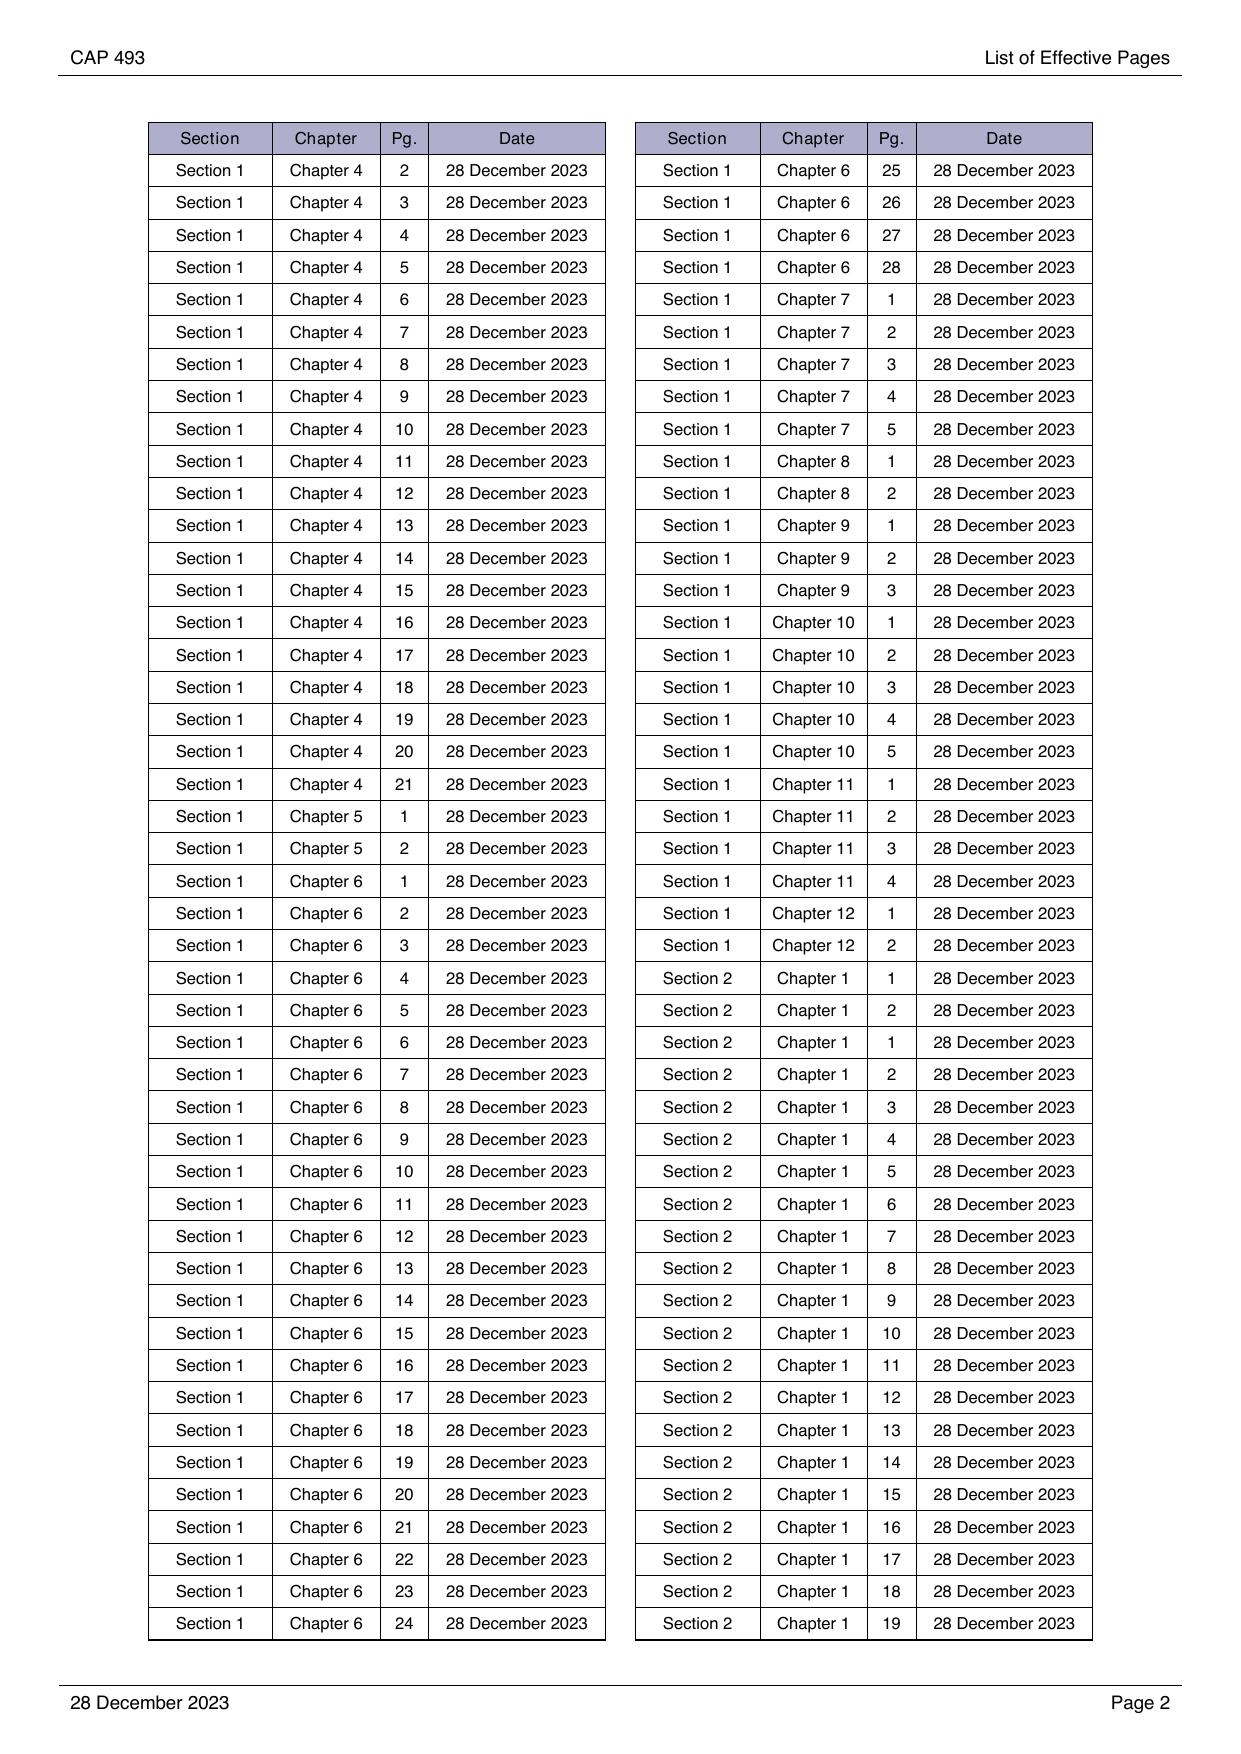 CAP 493
List of Effective Pages
Section Chapter Pg. Date
Section 1 Chapter 4 2 28 December 2023
Section 1 Chapter 4 3 28 December 2023
Section 1 Chapter 4 4 28 December 2023
Section 1 Chapter 4 5 28 December 2023
Section 1 Chapter 4 6 28 December 2023
Section 1 Chapter 4 7 28 December 2023
Section 1 Chapter 4 8 28 December 2023
Section 1 Chapter 4 9 28 December 2023
Section 1 Chapter 4 10 28 December 2023
Section 1 Chapter 4 11 28 December 2023
Section 1 Chapter 4 12 28 December 2023
Section 1 Chapter 4 13 28 December 2023
Section 1 Chapter 4 14 28 December 2023
Section 1 Chapter 4 15 28 December 2023
Section 1 Chapter 4 16 28 December 2023
Section 1 Chapter 4 17 28 December 2023
Section 1 Chapter 4 18 28 December 2023
Section 1 Chapter 4 19 28 December 2023
Section 1 Chapter 4 20 28 December 2023
Section 1 Chapter 4 21 28 December 2023
Section 1 Chapter 5 1 28 December 2023
Section 1 Chapter 5 2 28 December 2023
Section 1 Chapter 6 1 28 December 2023
Section 1 Chapter 6 2 28 December 2023
Section 1 Chapter 6 3 28 December 2023
Section 1 Chapter 6 4 28 December 2023
Section 1 Chapter 6 5 28 December 2023
Section 1 Chapter 6 6 28 December 2023
Section 1 Chapter 6 7 28 December 2023
Section 1 Chapter 6 8 28 December 2023
Section 1 Chapter 6 9 28 December 2023
Section 1 Chapter 6 10 28 December 2023
Section 1 Chapter 6 11 28 December 2023
Section 1 Chapter 6 12 28 December 2023
Section 1 Chapter 6 13 28 December 2023
Section 1 Chapter 6 14 28 December 2023
Section 1 Chapter 6 15 28 December 2023
Section 1 Chapter 6 16 28 December 2023
Section 1 Chapter 6 17 28 December 2023
Section 1 Chapter 6 18 28 December 2023
Section 1 Chapter 6 19 28 December 2023
Section 1 Chapter 6 20 28 December 2023
Section 1 Chapter 6 21 28 December 2023
Section 1 Chapter 6 22 28 December 2023
Section 1 Chapter 6 23 28 December 2023
Section 1 Chapter 6 24 28 December 2023
Section Chapter Pg. Date
Section 1 Chapter 6 25 28 December 2023
Section 1 Chapter 6 26 28 December 2023
Section 1 Chapter 6 27 28 December 2023
Section 1 Chapter 6 28 28 December 2023
Section 1 Chapter 7 1 28 December 2023
Section 1 Chapter 7 2 28 December 2023
Section 1 Chapter 7 3 28 December 2023
Section 1 Chapter 7 4 28 December 2023
Section 1 Chapter 7 5 28 December 2023
Section 1 Chapter 8 1 28 December 2023
Section 1 Chapter 8 2 28 December 2023
Section 1 Chapter 9 1 28 December 2023
Section 1 Chapter 9 2 28 December 2023
Section 1 Chapter 9 3 28 December 2023
Section 1 Chapter 10 1 28 December 2023
Section 1 Chapter 10 2 28 December 2023
Section 1 Chapter 10 3 28 December 2023
Section 1 Chapter 10 4 28 December 2023
Section 1 Chapter 10 5 28 December 2023
Section 1 Chapter 11 1 28 December 2023
Section 1 Chapter 11 2 28 December 2023
Section 1 Chapter 11 3 28 December 2023
Section 1 Chapter 11 4 28 December 2023
Section 1 Chapter 12 1 28 December 2023
Section 1 Chapter 12 2 28 December 2023
Section 2 Chapter 1 1 28 December 2023
Section 2 Chapter 1 2 28 December 2023
Section 2 Chapter 1 1 28 December 2023
Section 2 Chapter 1 2 28 December 2023
Section 2 Chapter 1 3 28 December 2023
Section 2 Chapter 1 4 28 December 2023
Section 2 Chapter 1 5 28 December 2023
Section 2 Chapter 1 6 28 December 2023
Section 2 Chapter 1 7 28 December 2023
Section 2 Chapter 1 8 28 December 2023
Section 2 Chapter 1 9 28 December 2023
Section 2 Chapter 1 10 28 December 2023
Section 2 Chapter 1 11 28 December 2023
Section 2 Chapter 1 12 28 December 2023
Section 2 Chapter 1 13 28 December 2023
Section 2 Chapter 1 14 28 December 2023
Section 2 Chapter 1 15 28 December 2023
Section 2 Chapter 1 16 28 December 2023
Section 2 Chapter 1 17 28 December 2023
Section 2 Chapter 1 18 28 December 2023
Section 2 Chapter 1 19 28 December 2023
28 December 2023
Page 2